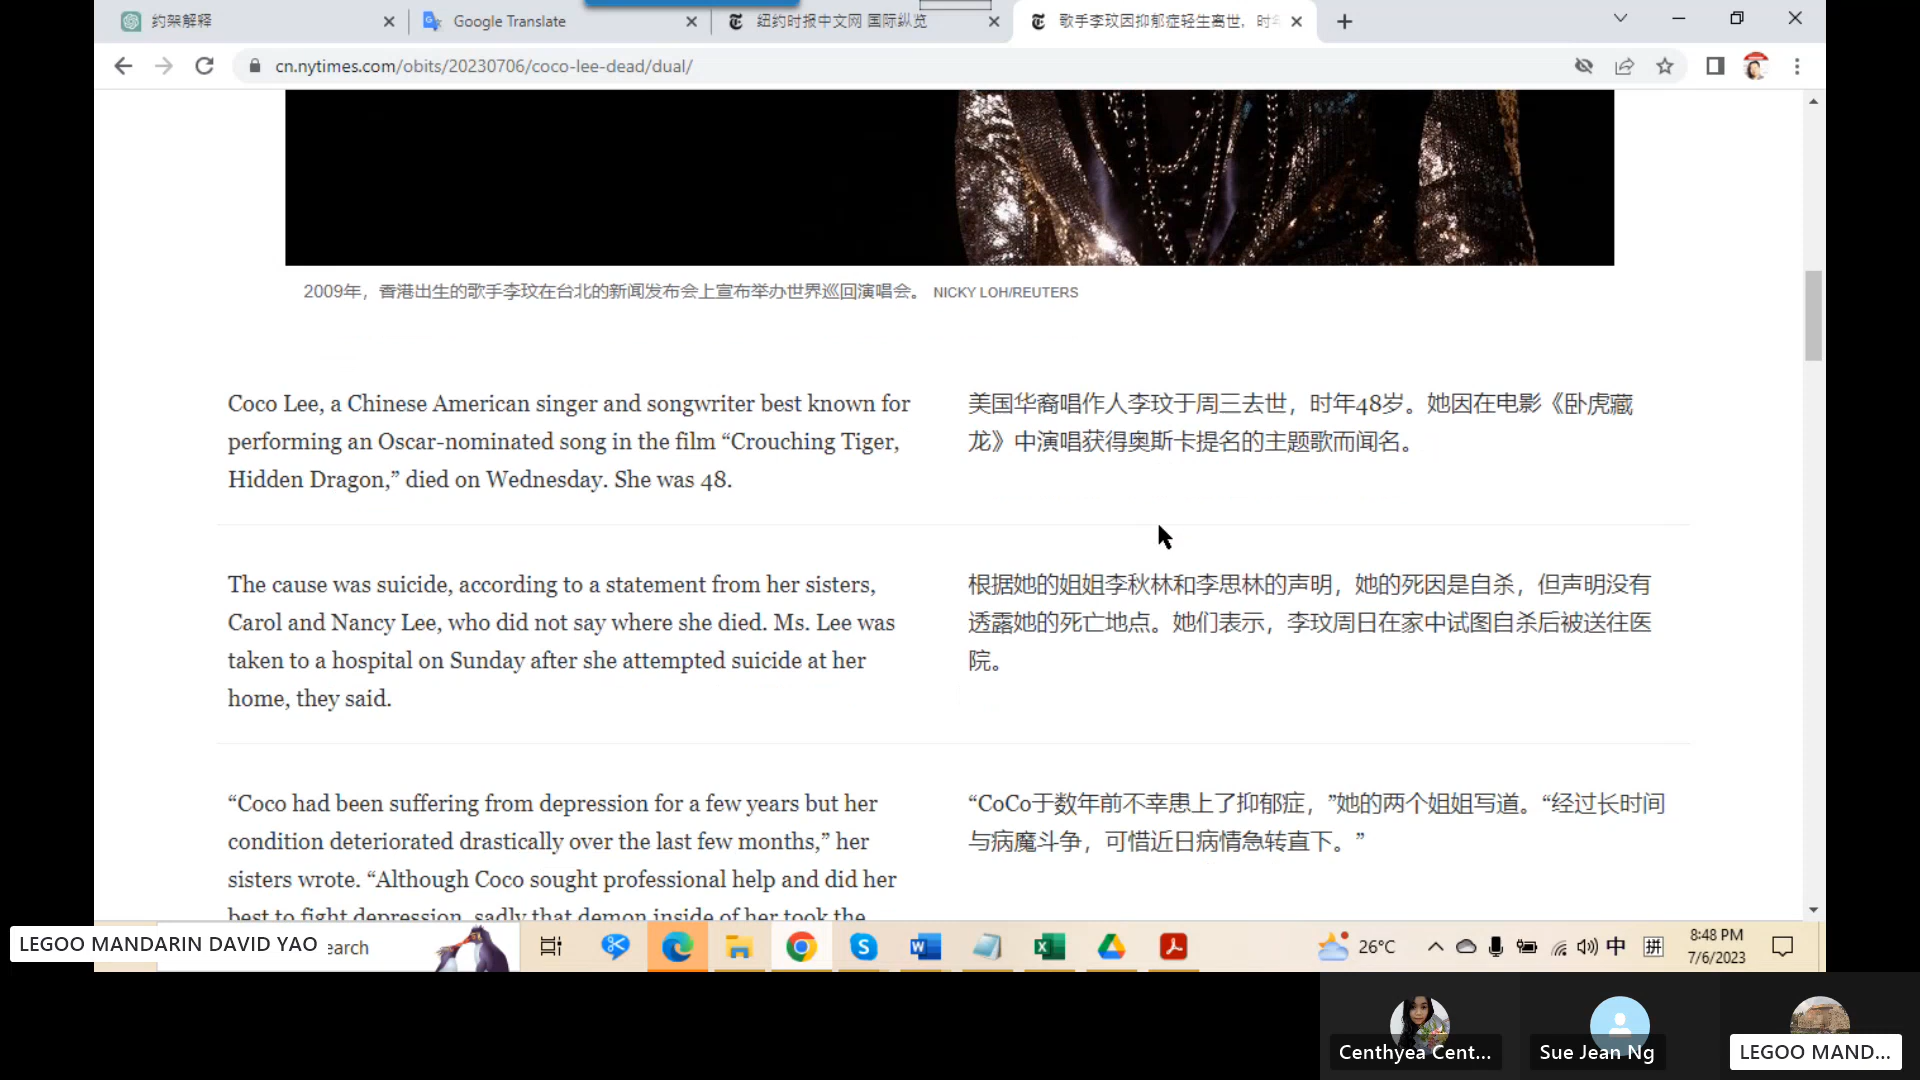 约架解释
Google Translate
纽约时报中文网 国际纵览
歌手李玟因抑郁症轻生离世，时年
cn.nytimes.com/obits/20230706/coco-lee-dead/dual/
2009年，香港出生的歌手李玟在台北的新闻发布会上宣布举办世界巡回演唱会。 NICKY LOH/REUTERS
Coco Lee, a Chinese American singer and songwriter best known for
performing an Oscar-nominated song in the film “Crouching Tiger,
Hidden Dragon,” died on Wednesday. She was 48.
美国华裔唱作人李玟于周三去世，时年48岁。她因在电影《卧虎藏
龙》中演唱获得奥斯卡提名的主题歌而闻名。
The cause was suicide, according to a statement from her sisters,
Carol and Nancy Lee, who did not say where she died. Ms. Lee was
taken to a hospital on Sunday after she attempted suicide at her
home, they said.
根据她的姐姐李秋林和李思林的声明，她的死因是自杀，但声明没有
透露她的死亡地点。她们表示，李玟周日在家中试图自杀后被送往医
院。
“Coco had been suffering from depression for a few years but her
condition deteriorated drastically over the last few months,” her
sisters wrote. “Although Coco sought professional help and did her
best to fight depression, sadly that demon inside of her took the
“CoCo于数年前不幸患上了抑郁症，”她的两个姐姐写道。“经过长时间
与病魔斗争，可惜近日病情急转直下。”
LEGOO MANDARIN DAVID YAO
earch
26°C
中
拼
8:48 PM
7/6/2023
Centhyea Cent...
Sue Jean Ng
LEGOO MAND...